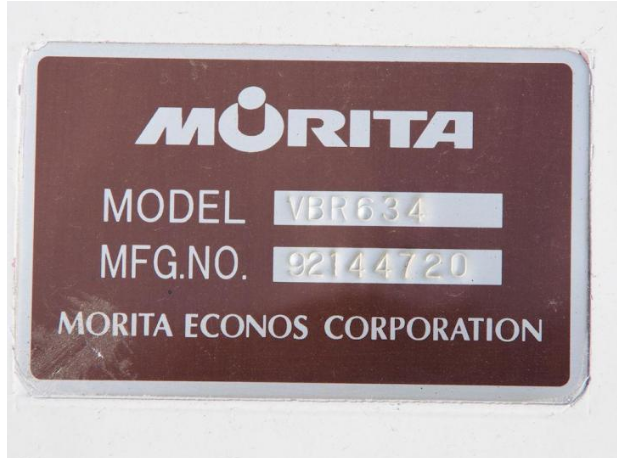 MORITA
MODEL VBR634
MFG.NO. 92144720
MORITA ECONOS CORPORATION